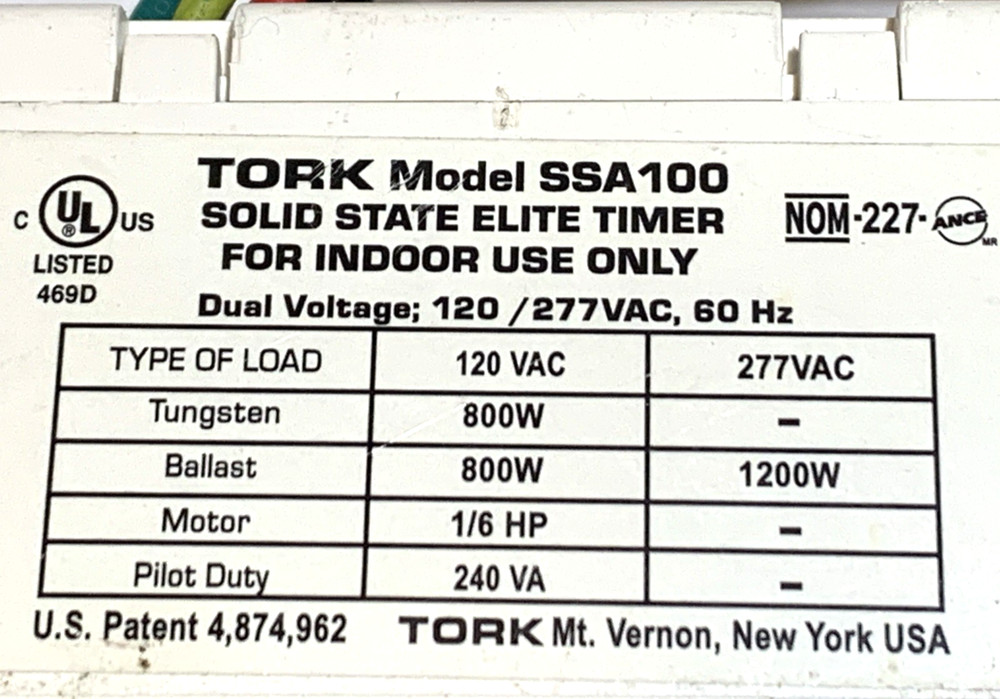 TORK Model SSA100
C UL ® US SOLID STATE ELITE TIMER NOM-227-ANCE MR
LISTED FOR INDOOR USE ONLY
469D Dual Voltage; 120 /277VAC, 60 Hz
TYPE OF LOAD 120 VAC 277VAC
Tungsten 800W –
Ballast 800W 1200W
Motor 1/6 HP –
Pilot Duty 240 VA –
U.S. Patent 4,874,962 TORK Mt. Vernon, New York USA